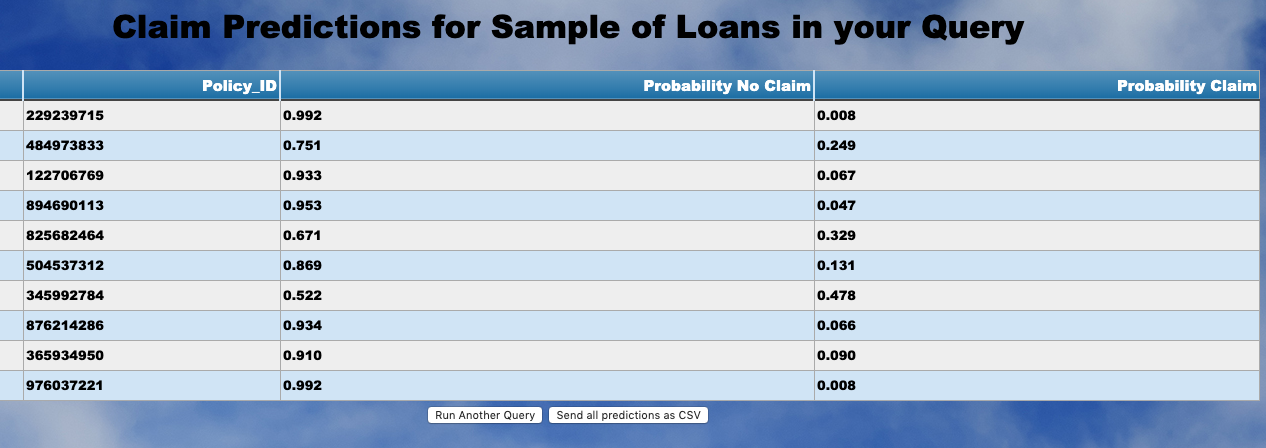 Claim Predictions for Sample of Loans in your Query
Policy_ID Probability No Claim Probability Claim
229239715 0.992 0.008
484973833 0.751 0.249
122706769 0.933 0.067
894690113 0.953 0.047
825682464 0.671 0.329
504537312 0.869 0.131
345992784 0.522 0.478
876214286 0.934 0.066
365934950 0.910 0.090
976037221 0.992 0.008
Run Another Query Send all predictions as CSV